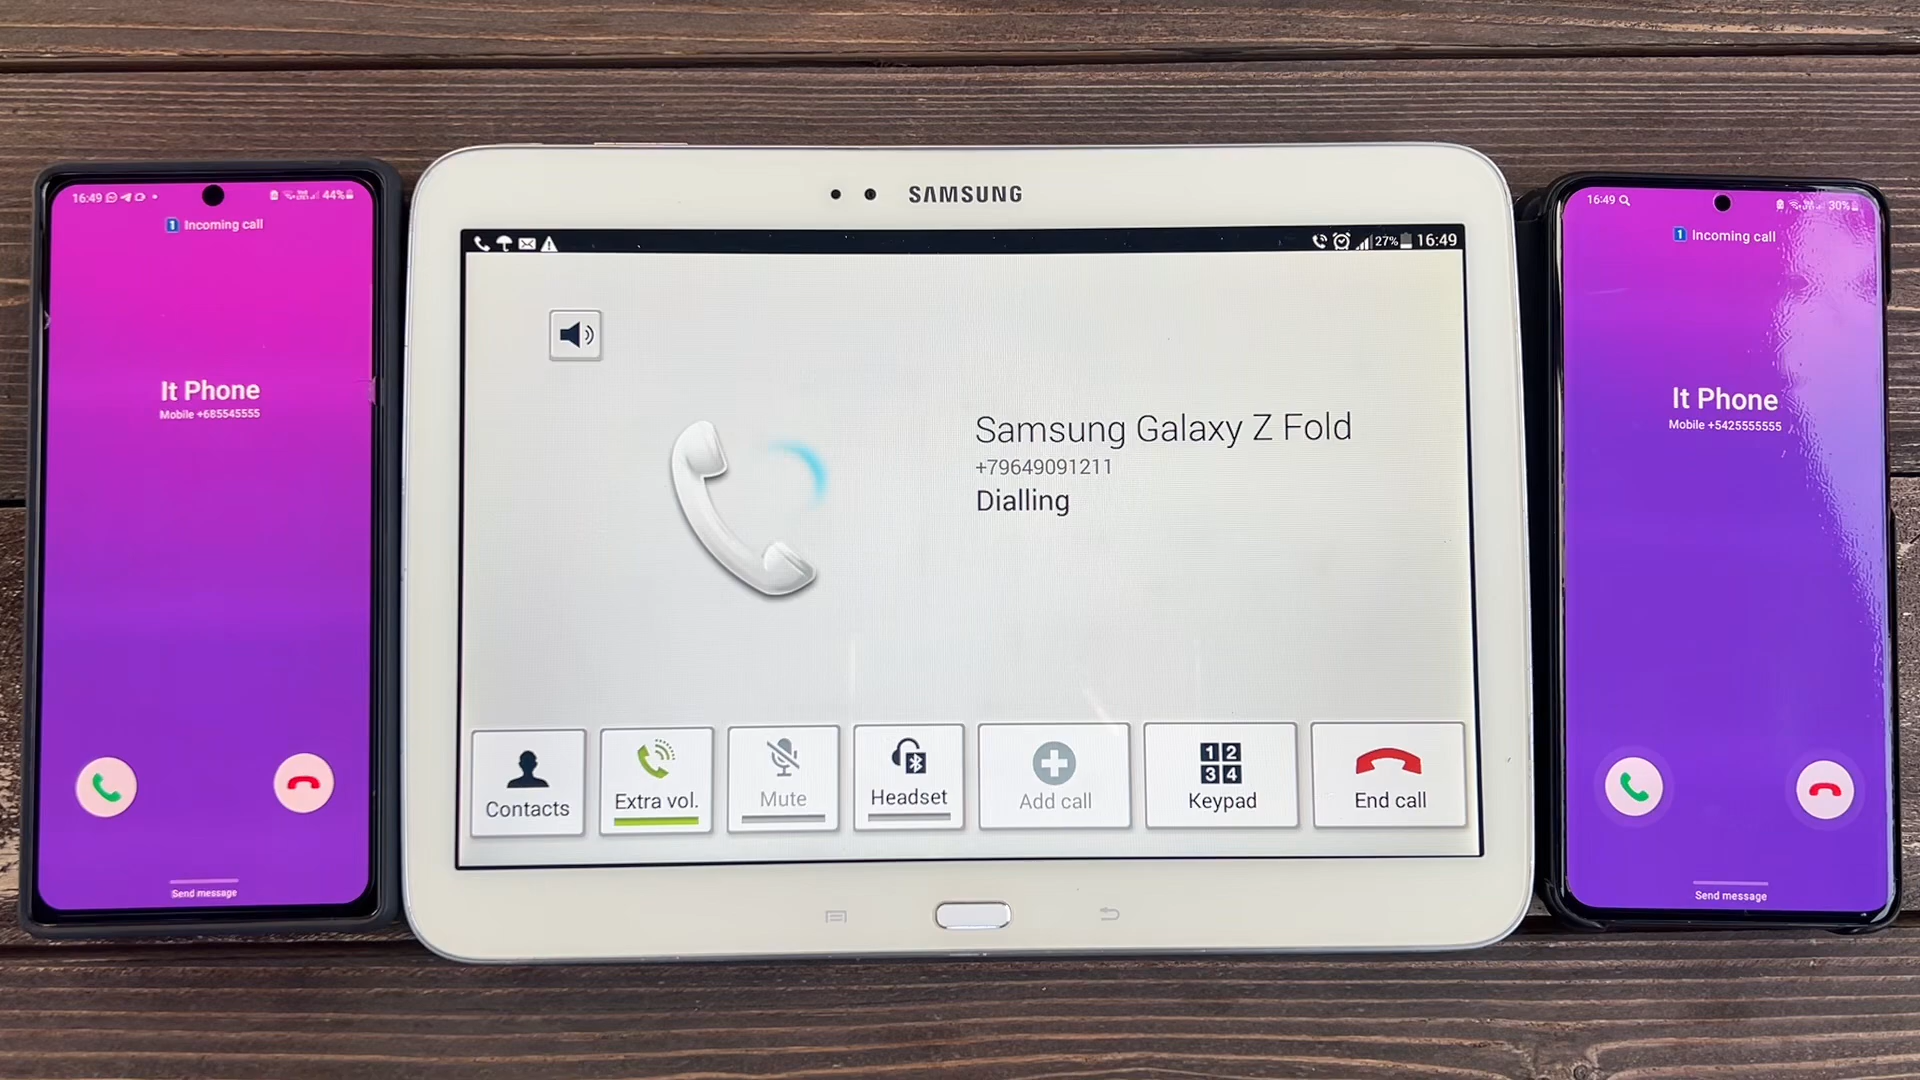 16:49
44%
Incoming call
It Phone
Mobile +685545555
Send message
SAMSUNG
27% 16:49
Samsung Galaxy Z Fold
+79649091211
Dialling
Contacts
Extra vol.
Mute
Headset
Add call
1 2
3 4
Keypad
End call
16:49
30%
1 Incoming call
It Phone
Mobile +5425555555
Send message